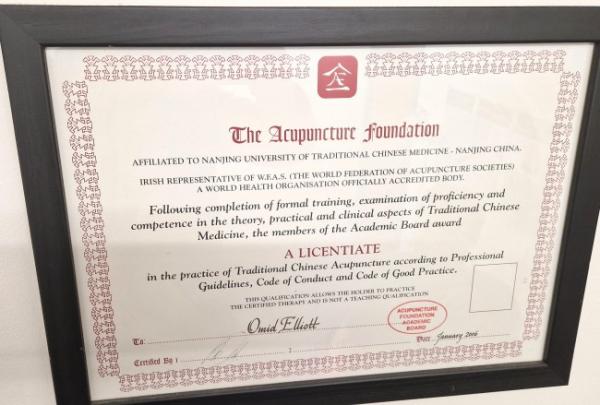 The Acupuncture Foundation
AFFILIATED TO NANJING UNIVERSITY OF TRADITIONAL CHINESE MEDICINE - NANJING CHINA.
IRISH REPRESENTATIVE OF W.F.A.S. (THE WORLD FEDERATION OF ACUPUNCTURE SOCIETIES)
A WORLD HEALTH ORGANISATION OFFICIALLY ACCREDITED BODY.
Following completion of formal training, examination of proficiency and
competence in the theory, practical and clinical aspects of Traditional Chinese
Medicine, the members of the Academic Board award
A LICENTIATE
in the practice of Traditional Chinese Acupuncture according to Professional
Guidelines, Code of Conduct and Code of Good Practice.
THIS QUALIFICATION ALLOWS THE HOLDER TO PRACTICE
THE CERTIFIED THERAPY AND IS NOT A TEACHING QUALIFICATION
ACUPUNCTURE
FOUNDATION
ACADEMIC
BOARD
To: Omid Elliott
Date January 2006
Certified By 1
2